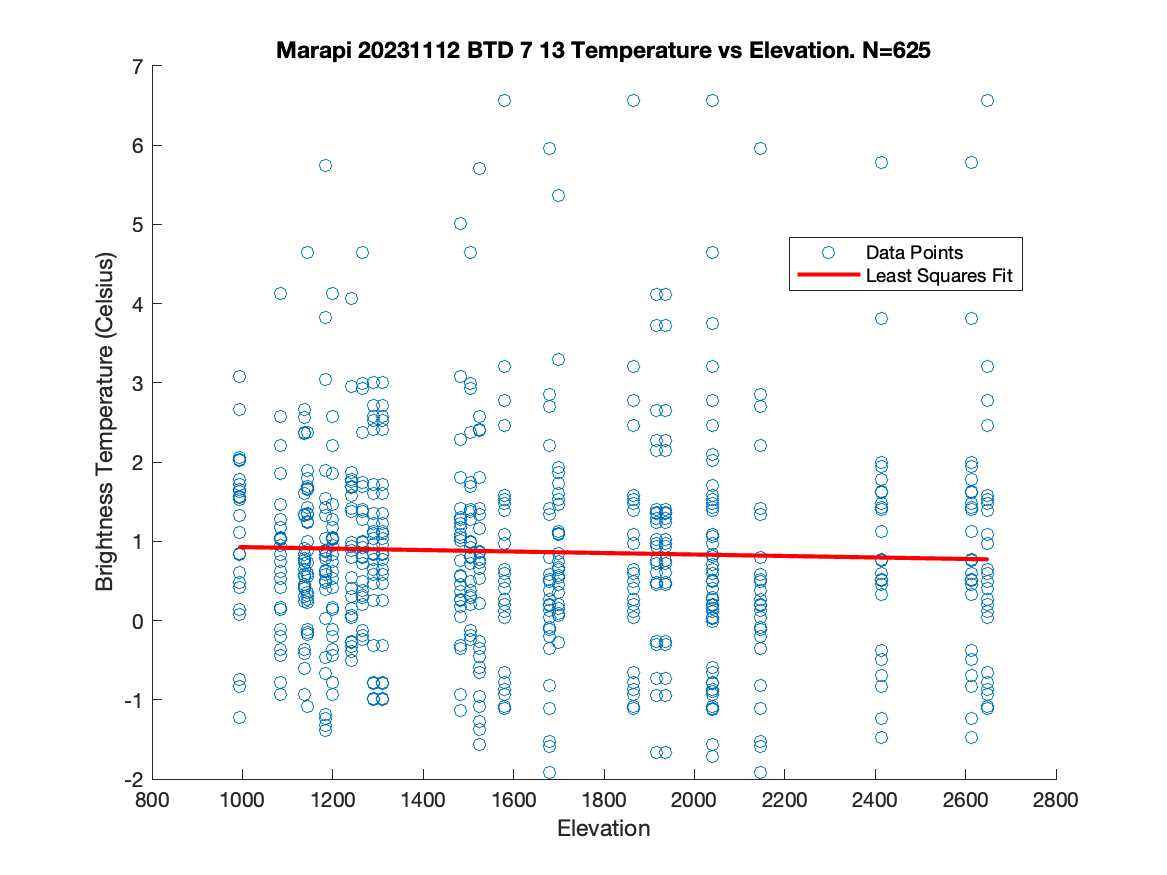 Marapi 20231112 BTD 7 13 Temperature vs Elevation. N=625
7
6
5
4
3
2
1
0
-1
-2
Brightness Temperature (Celsius)
Data Points
Least Squares Fit
800 1000 1200 1400 1600 1800 2000 2200 2400 2600 2800
Elevation